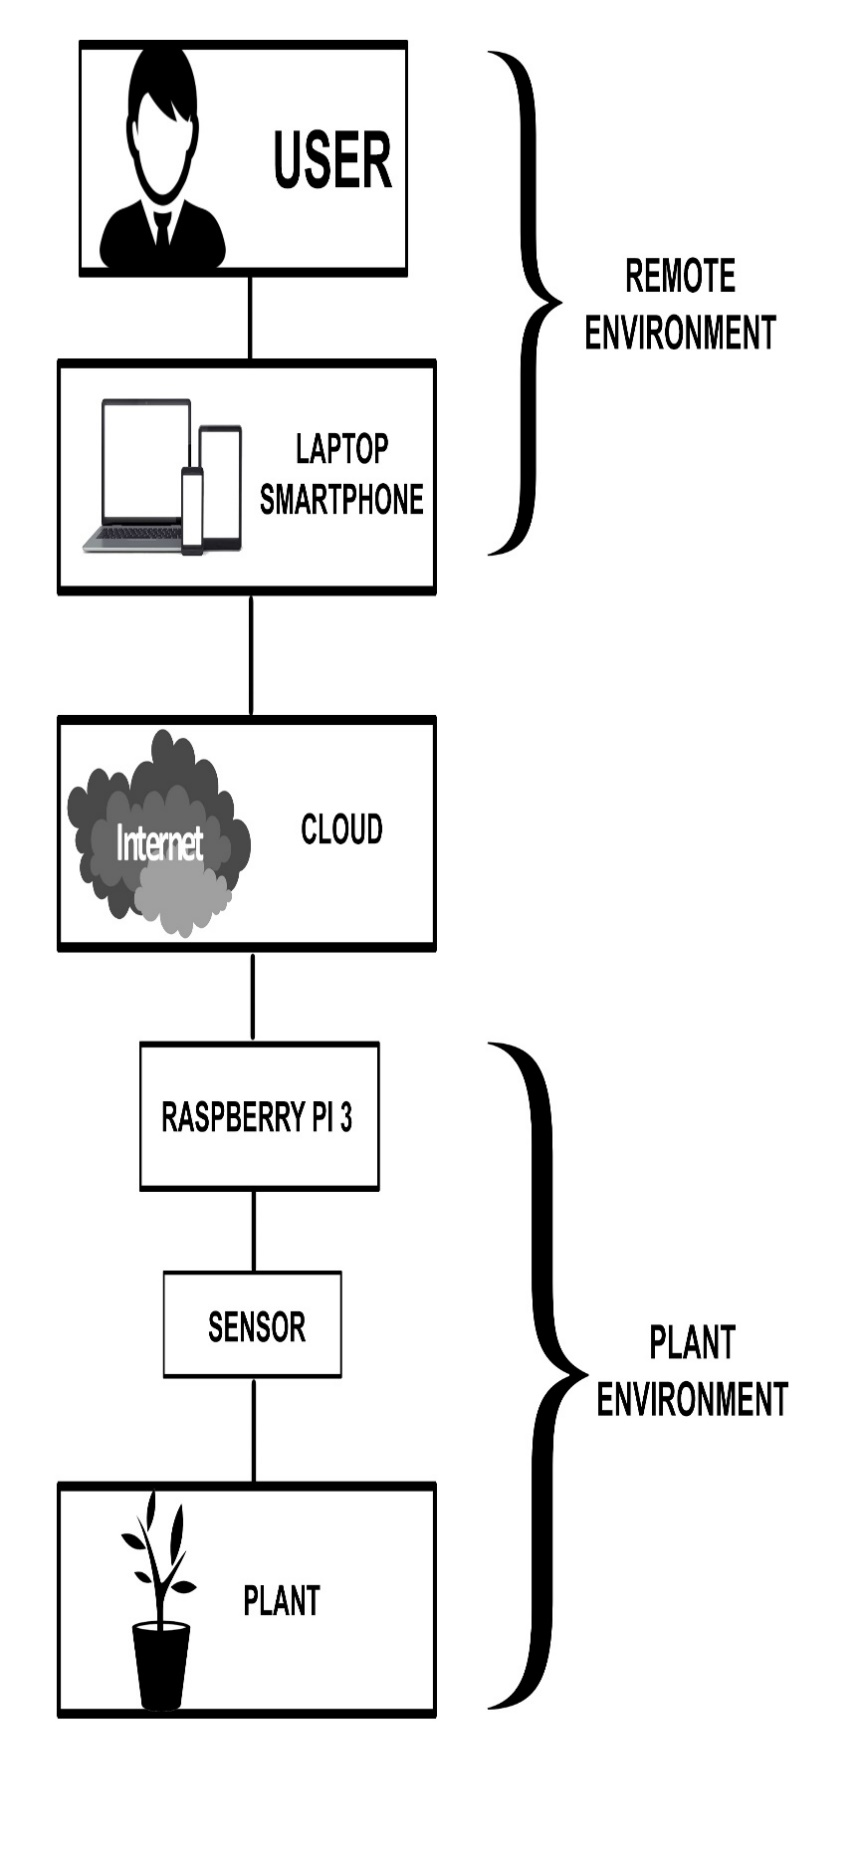 USER
REMOTE
ENVIRONMENT
LAPTOP
SMARTPHONE
Internet
CLOUD
RASPBERRY PI 3
SENSOR
PLANT
ENVIRONMENT
PLANT